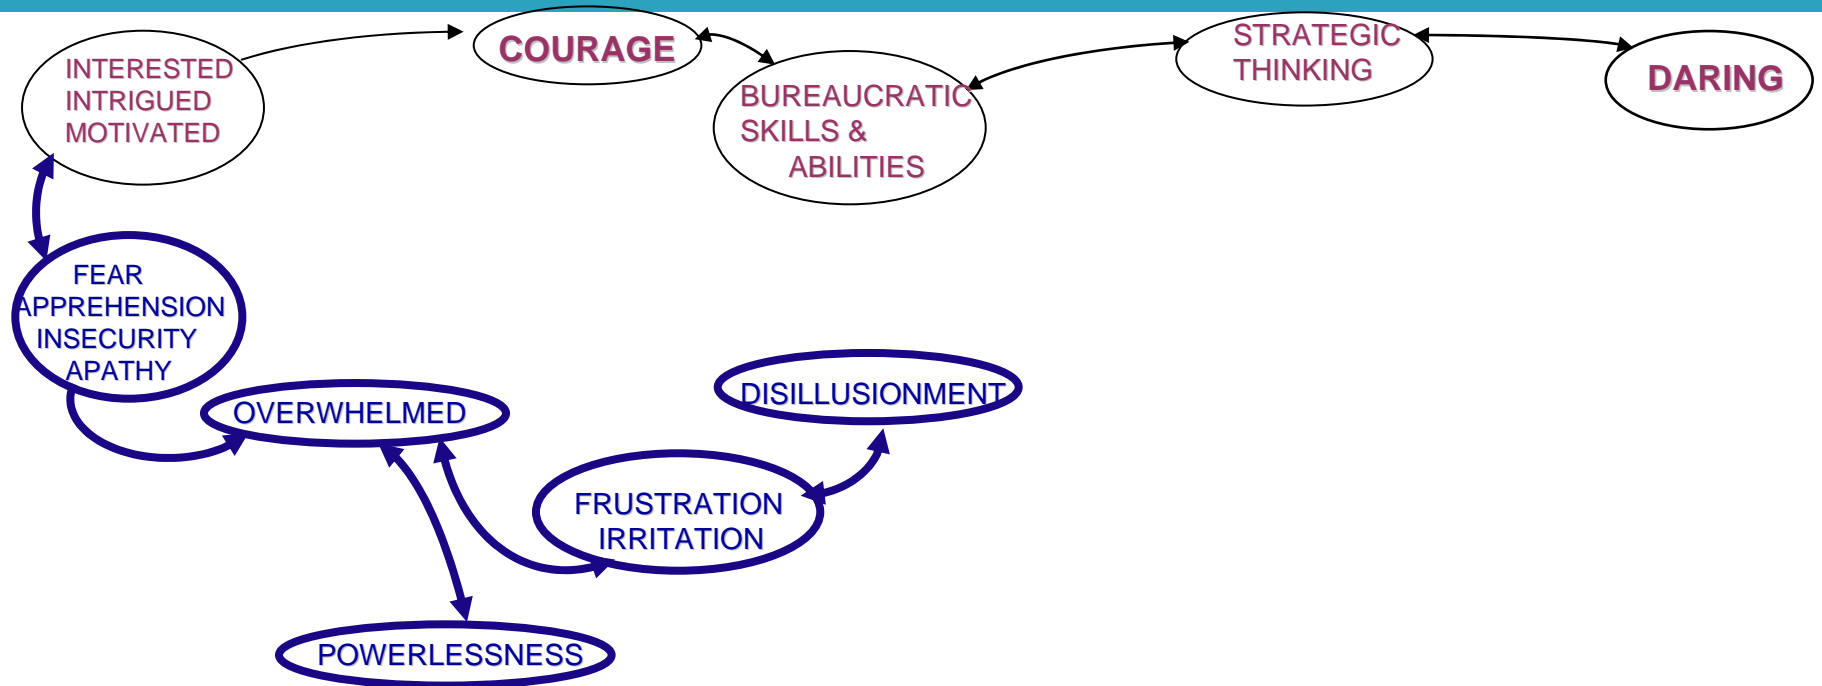 INTERESTED
INTRIGUED
MOTIVATED
COURAGE
BUREAUCRATIC
SKILLS &
ABILITIES
STRATEGIC
THINKING
DARING
FEAR
APPREHENSION
INSECURITY
APATHY
OVERWHELMED
DISILLUSIONMENT
FRUSTRATION
IRRITATION
POWERLESSNESS